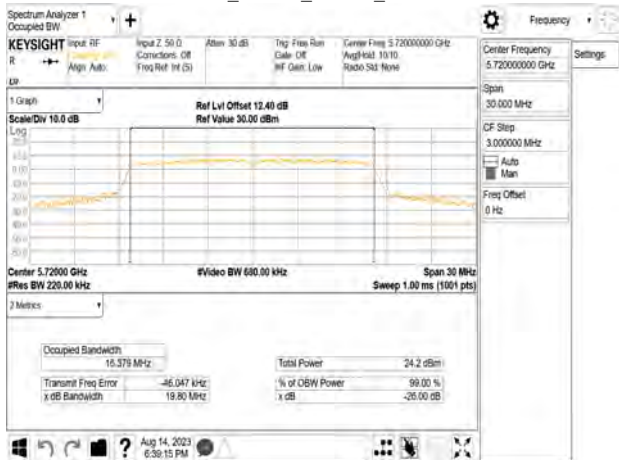 Spectrum Analyzer 1
Occupied BW
Frequency
KEYSIGHT
Input: RF
R
Align: Auto
Input Z: 50 Ω
Corrections: Off
Freq Ref: Int (S)
Atten: 30 dB
Trig: Free Run
Gate: Off
#IF Gain: Low
Center Freq: 5.720000000 GHz
Avg|Hold: 10/10
Radio Std: None
Center Frequency
5.720000000 GHz
Settings
Span
30.000 MHz
CF Step
3.000000 MHz
Auto
Man
Freq Offset
0 Hz
1 Graph
Scale/Div 10.0 dB
Ref Lvl Offset 12.40 dB
Ref Value 30.00 dBm
Log
Center 5.72000 GHz
#Res BW 220.00 kHz
#Video BW 680.00 kHz
Span 30 MHz
Sweep 1.00 ms (1001 pts)
2 Metrics
Occupied Bandwidth
16.379 MHz
Total Power 24.2 dBm
Transmit Freq Error -46.047 kHz
% of OBW Power 99.00 %
x dB Bandwidth 19.80 MHz
x dB -26.00 dB
Aug 14, 2023
6:39:15 PM